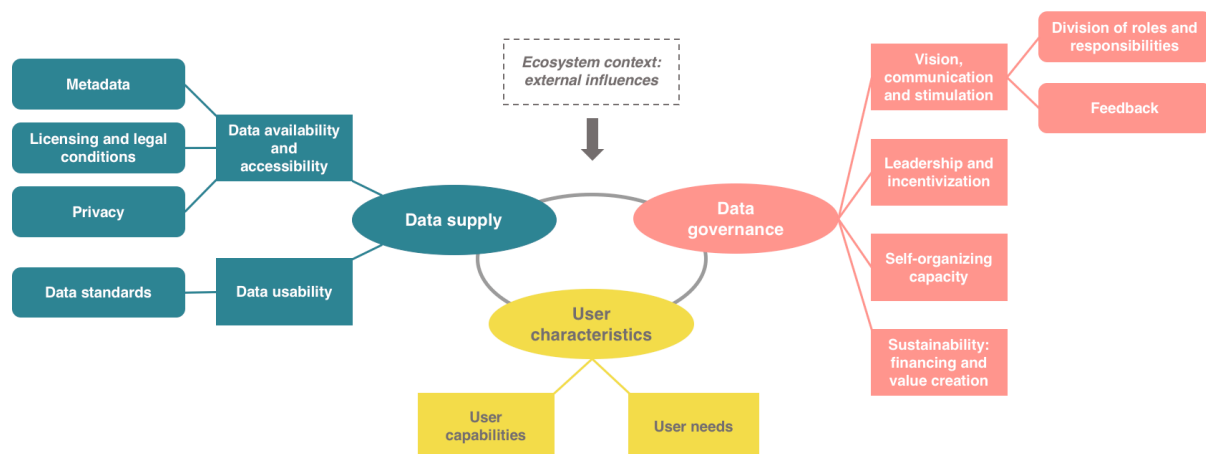 Ecosystem context:
external influences
Metadata
Licensing and legal
conditions
Privacy
Data standards
Data availability
and
accessibility
Data usability
Data supply
Data
governance
User
characteristics
User
capabilities
User needs
Vision,
communication
and stimulation
Leadership and
incentivization
Self-organizing
capacity
Sustainability:
financing and
value creation
Division of roles and
responsibilities
Feedback